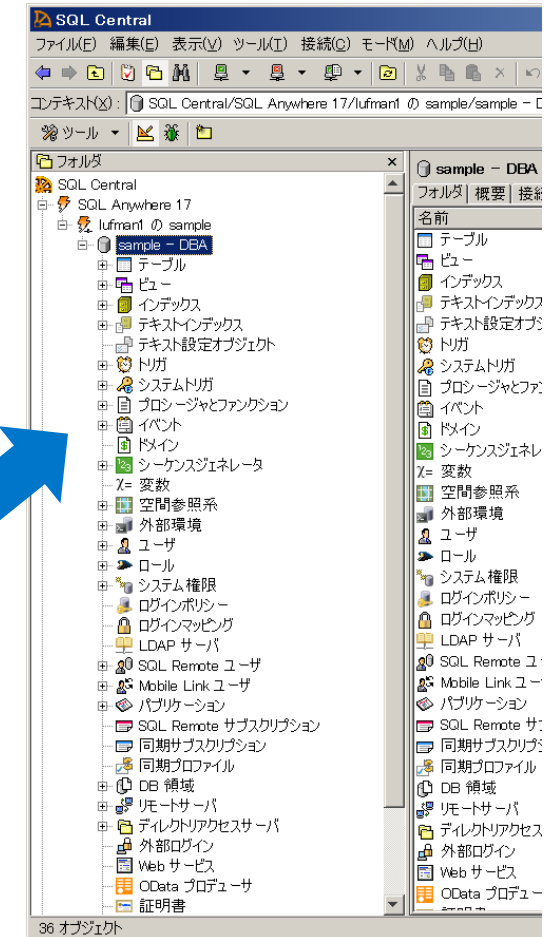 SQL Central
ファイル(F) 編集(E) 表示(V) ツール(T) 接続(C) モード(M) ヘルプ(H)
コンテキスト(X): SQL Central/SQL Anywhere 17/lufman1 の sample/sample - D
ツール
フォルダ
SQL Central
SQL Anywhere 17
lufman1 の sample
sample - DBA
テーブル
ビュー
インデックス
テキストインデックス
テキスト設定オブジェクト
トリガ
システムトリガ
プロシージャとファンクション
イベント
ドメイン
シーケンスジェネレータ
変数
空間参照系
外部環境
ユーザ
ロール
システム権限
ログインポリシー
ログインマッピング
LDAP サーバ
SQL Remote ユーザ
Mobile Link ユーザ
パブリケーション
SQL Remote サブスクリプション
同期サブスクリプション
同期プロファイル
DB 領域
リモートサーバ
ディレクトリアクセスサーバ
外部ログイン
Web サービス
OData プロデューサ
証明書
sample - DBA
フォルダ 概要 接続
名前
テーブル
ビュー
インデックス
テキストインデックス
テキスト設定オブジ
トリガ
システムトリガ
プロシージャとファン
イベント
ドメイン
シーケンスジェネレ
変数
空間参照系
外部環境
ユーザ
ロール
システム権限
ログインポリシー
ログインマッピング
LDAP サーバ
SQL Remote ユ
Mobile Link ユー
パブリケーション
SQL Remote サブ
同期サブスクリプシ
同期プロファイル
DB 領域
リモートサーバ
ディレクトリアクセス
外部ログイン
Web サービス
OData プロデュー
36 オブジェクト